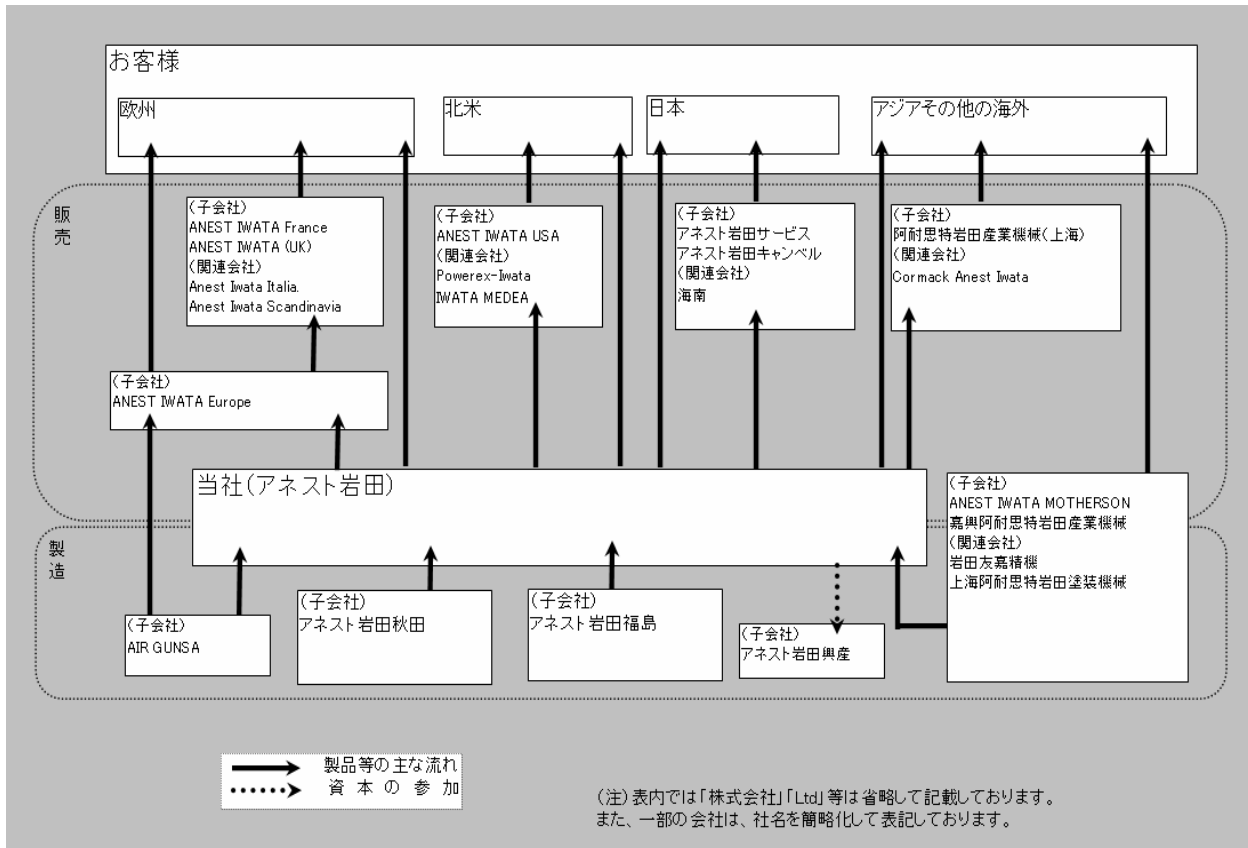 お客様
欧州
北米
日本
アジアその他の海外
販売
(子会社)
ANEST IWATA France
ANEST IWATA (UK)
(関連会社)
Anest Iwata Italia.
Anest Iwata Scandinavia
(子会社)
ANEST IWATA USA
(関連会社)
Powerex-Iwata
IWATA MEDEA
(子会社)
アネスト岩田サービス
アネスト岩田キャンベル
(関連会社)
海南
(子会社)
阿耐思特岩田産業機械(上海)
(関連会社)
Cormack Anest Iwata
(子会社)
ANEST IWATA Europe
当社(アネスト岩田)
(子会社)
ANEST IWATA MOTHERSON
嘉興阿耐思特岩田産業機械
(関連会社)
岩田友嘉精機
上海阿耐思特岩田塗装機械
製造
(子会社)
AIR GUNSA
(子会社)
アネスト岩田秋田
(子会社)
アネスト岩田福島
(子会社)
アネスト岩田興産
製品等の主な流れ
資本の参加
(注)表内では「株式会社」「Ltd」等は省略して記載しております。
また、一部の会社は、社名を簡略化して表記しております。